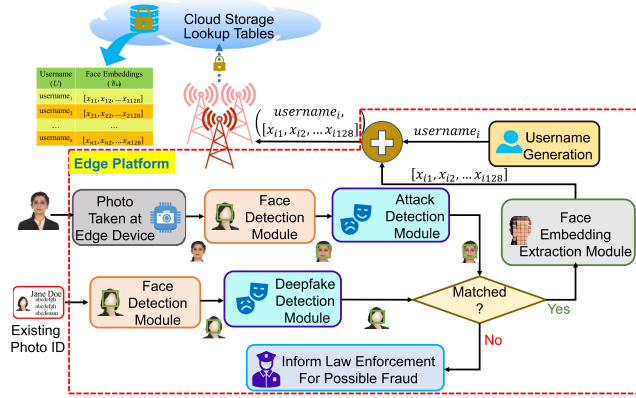 Cloud Storage
Lookup Tables
Username
(U)
Face Embeddings
username₁
[x₁₁, x₁₂, … x₁₁₂₈]
username₂
[x₂₁, x₂₂, … x₂₁₂₈]
...
...
usernameₙ
[xₙ₁, xₙ₂, … xₙ₁₂₈]
(usernameᵢ,
[xᵢ₁, xᵢ₂, … xᵢ₁₂₈])
usernameᵢ
Username
Generation
Edge Platform
[xᵢ₁, xᵢ₂, … xᵢ₁₂₈]
Photo
Taken at
Edge Device
Face
Detection
Module
Attack
Detection
Module
Face
Embedding
Extraction Module
Jane Doe
abcdefgh
abcdefgh
Existing
Photo ID
Face
Detection
Module
Deepfake
Detection
Module
Matched
?
Yes
No
Inform Law Enforcement
For Possible Fraud